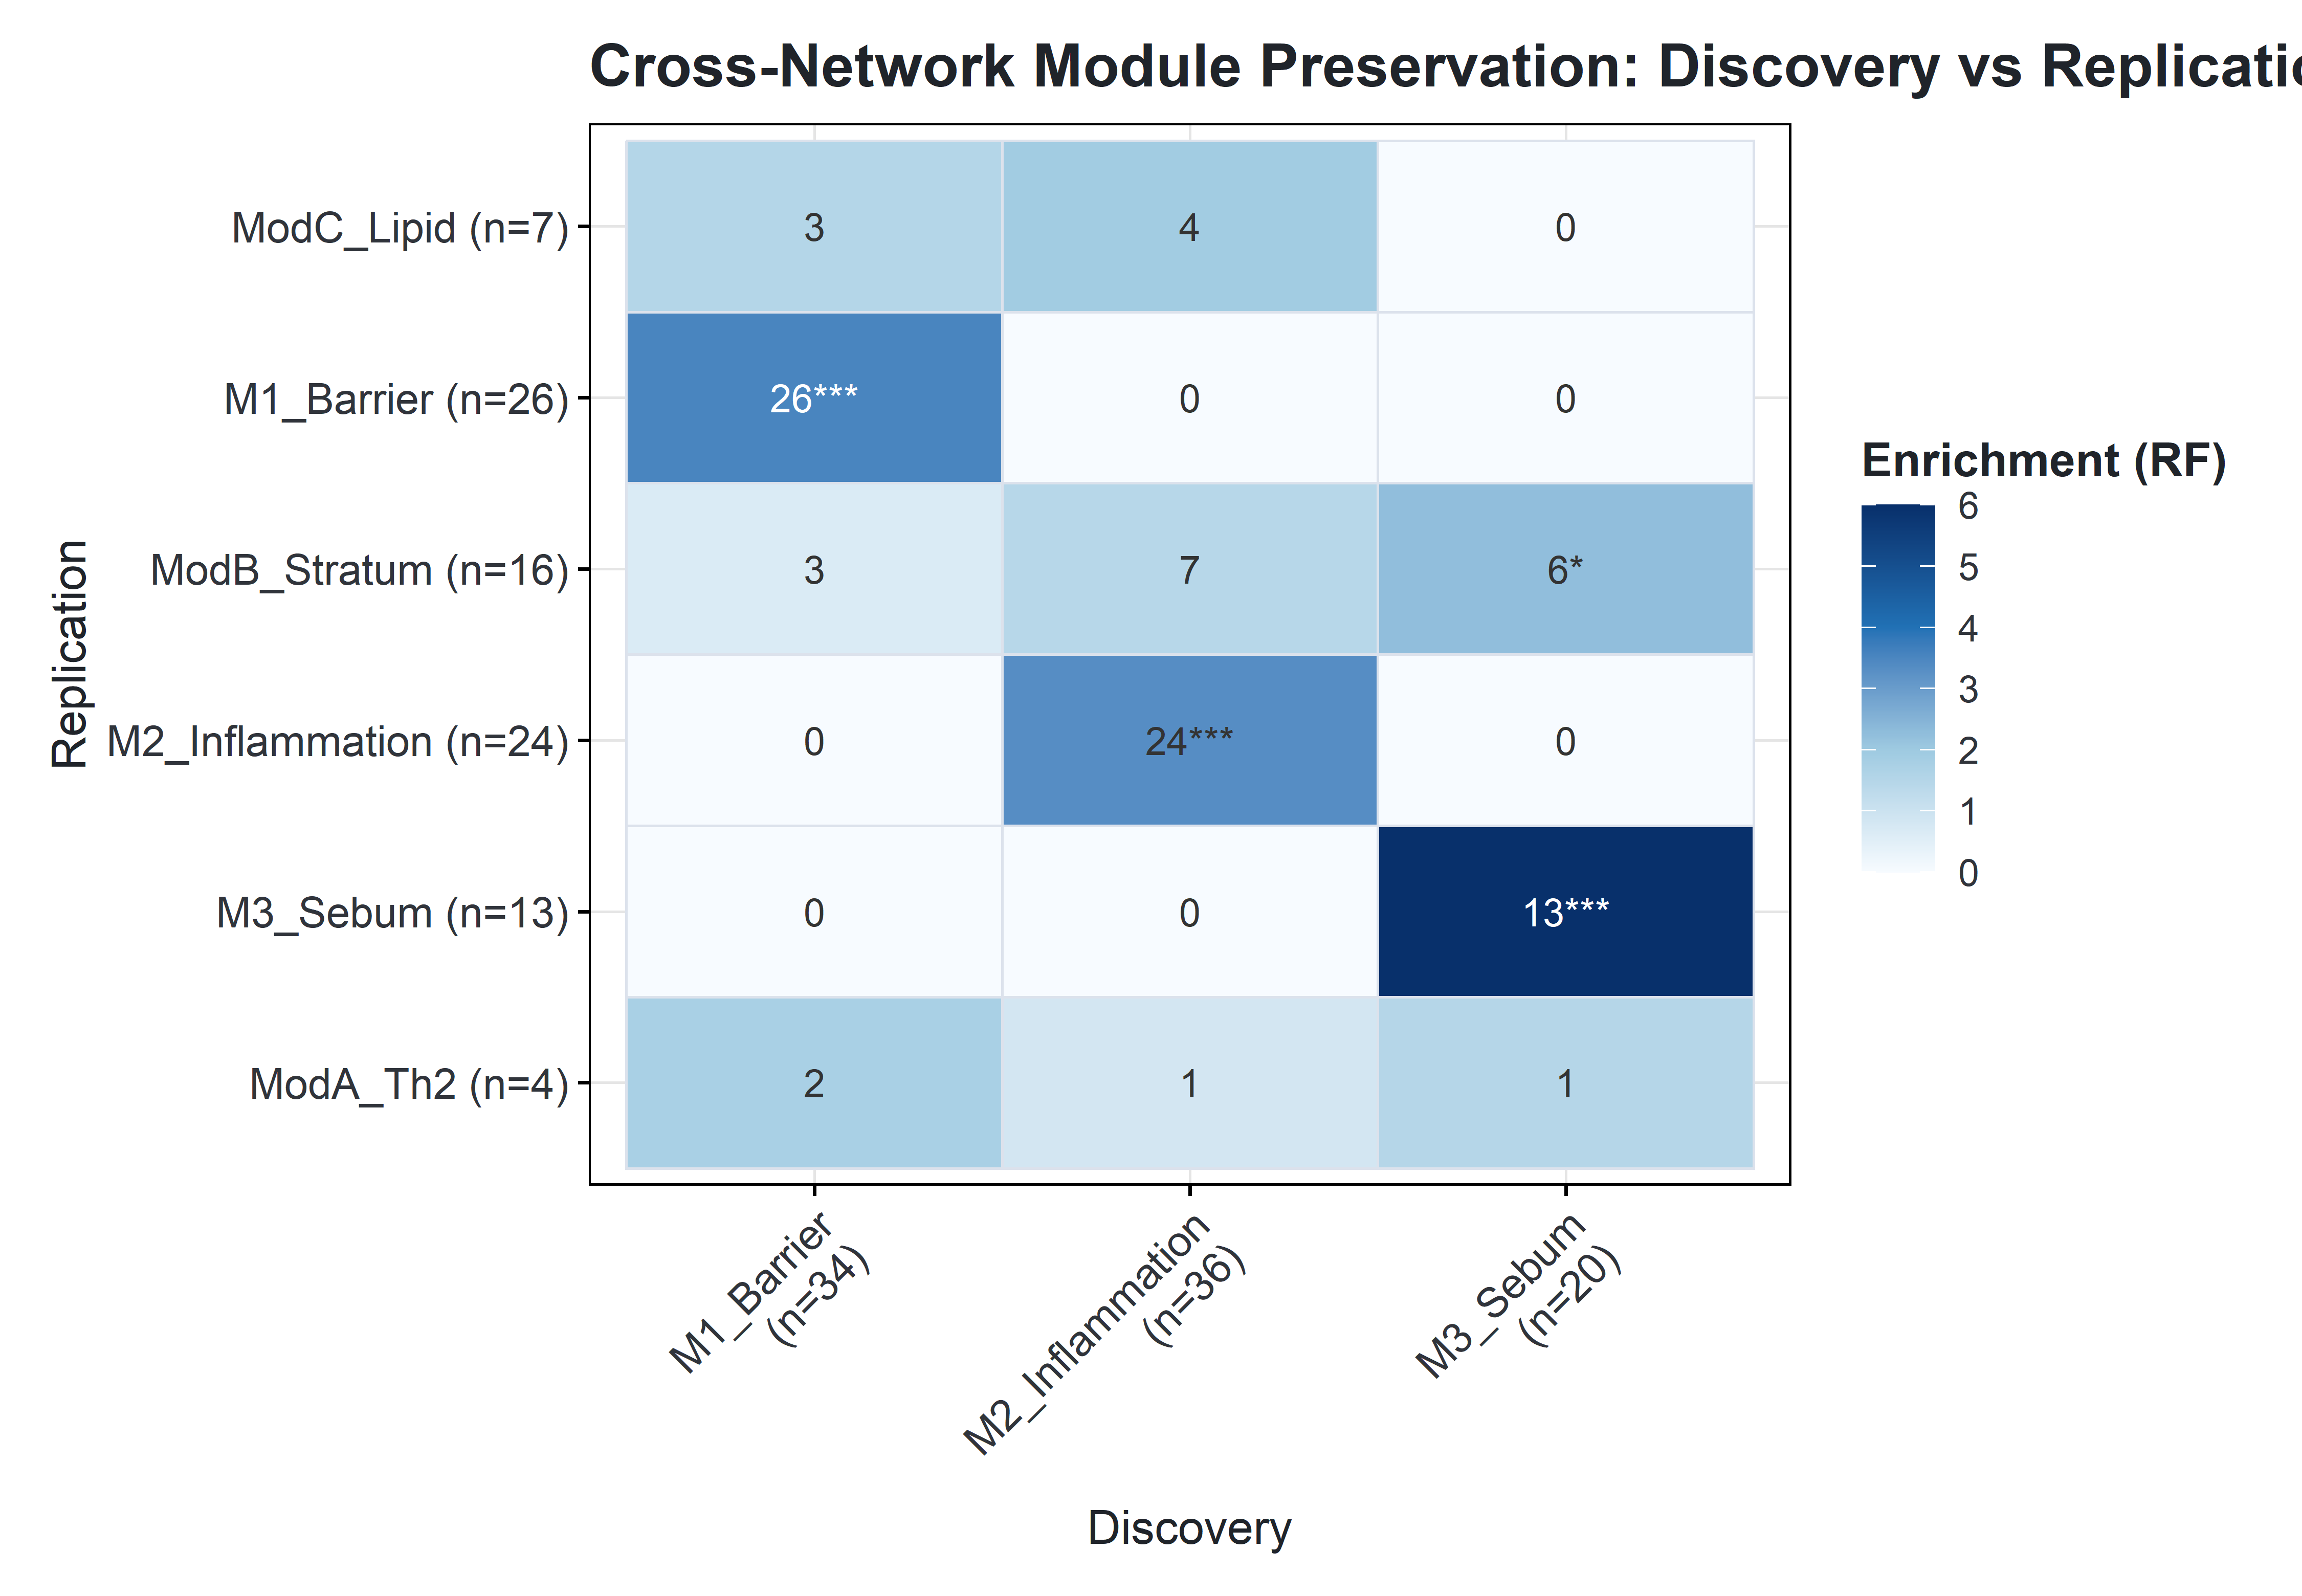 Cross-Network Module Preservation: Discovery vs Replicatio
Replication
ModC_Lipid (n=7)
3
4
0
M1_Barrier (n=26)
26***
0
0
ModB_Stratum (n=16)
3
7
6*
M2_Inflammation (n=24)
0
24***
0
M3_Sebum (n=13)
0
0
13***
ModA_Th2 (n=4)
2
1
1
M1_Barrier
(n=34)
M2_Inflammation
(n=36)
M3_Sebum
(n=20)
Discovery
Enrichment (RF)
6
5
4
3
2
1
0